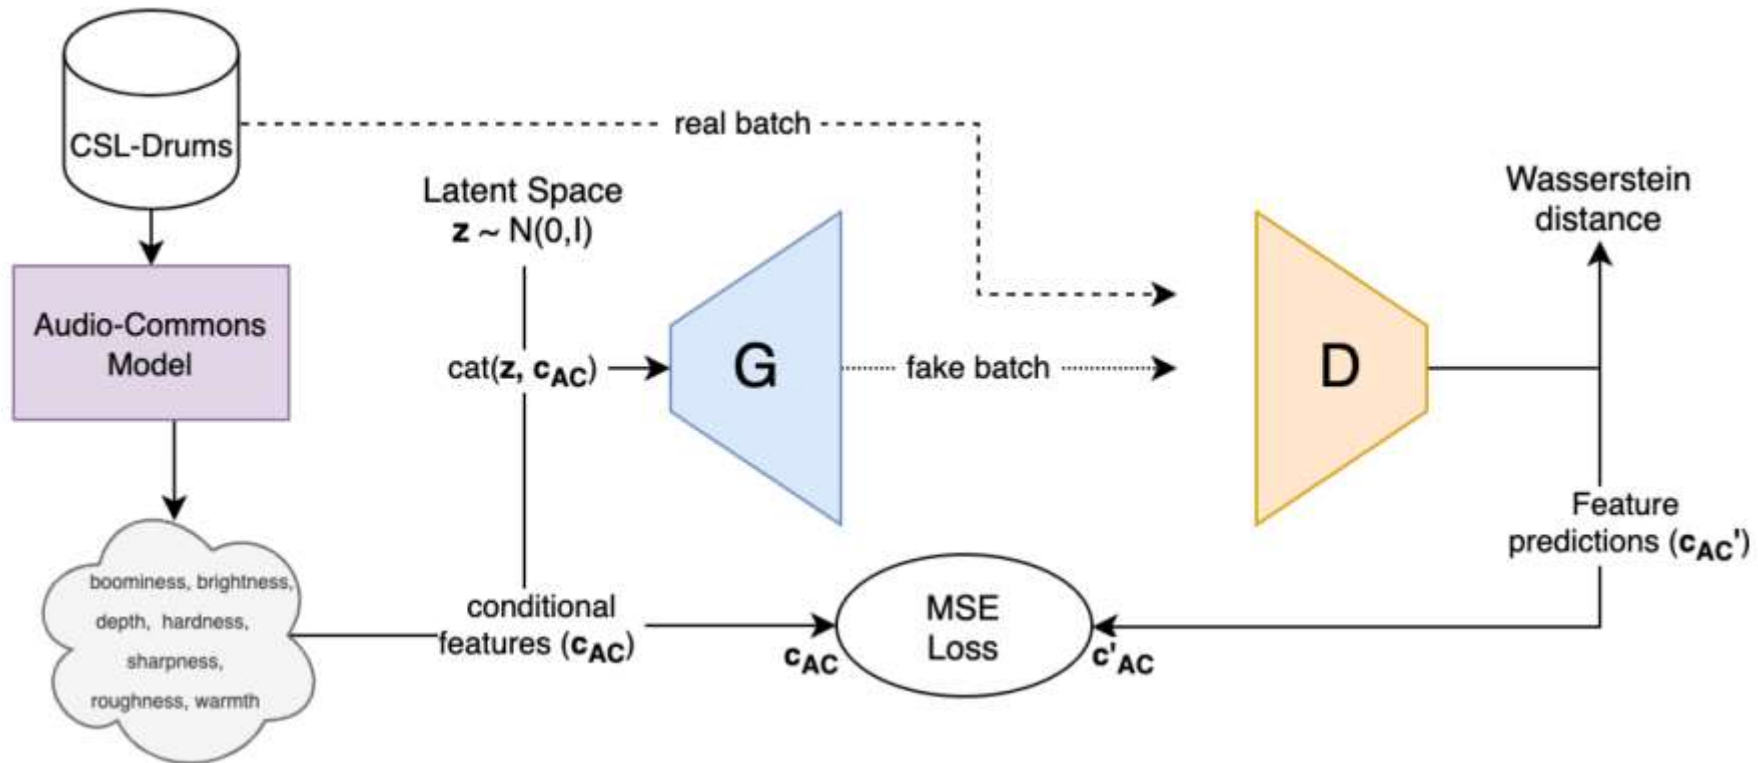 CSL-Drums
real batch
Latent Space
z ~ N(0,I)
Wasserstein
distance
Audio-Commons
Model
cat(z, cAC)
G
fake batch
D
Feature
predictions (cAC')
boominess, brightness,
depth, hardness,
sharpness,
roughness, warmth
conditional
features (cAC)
MSE
Loss
cAC
c'AC